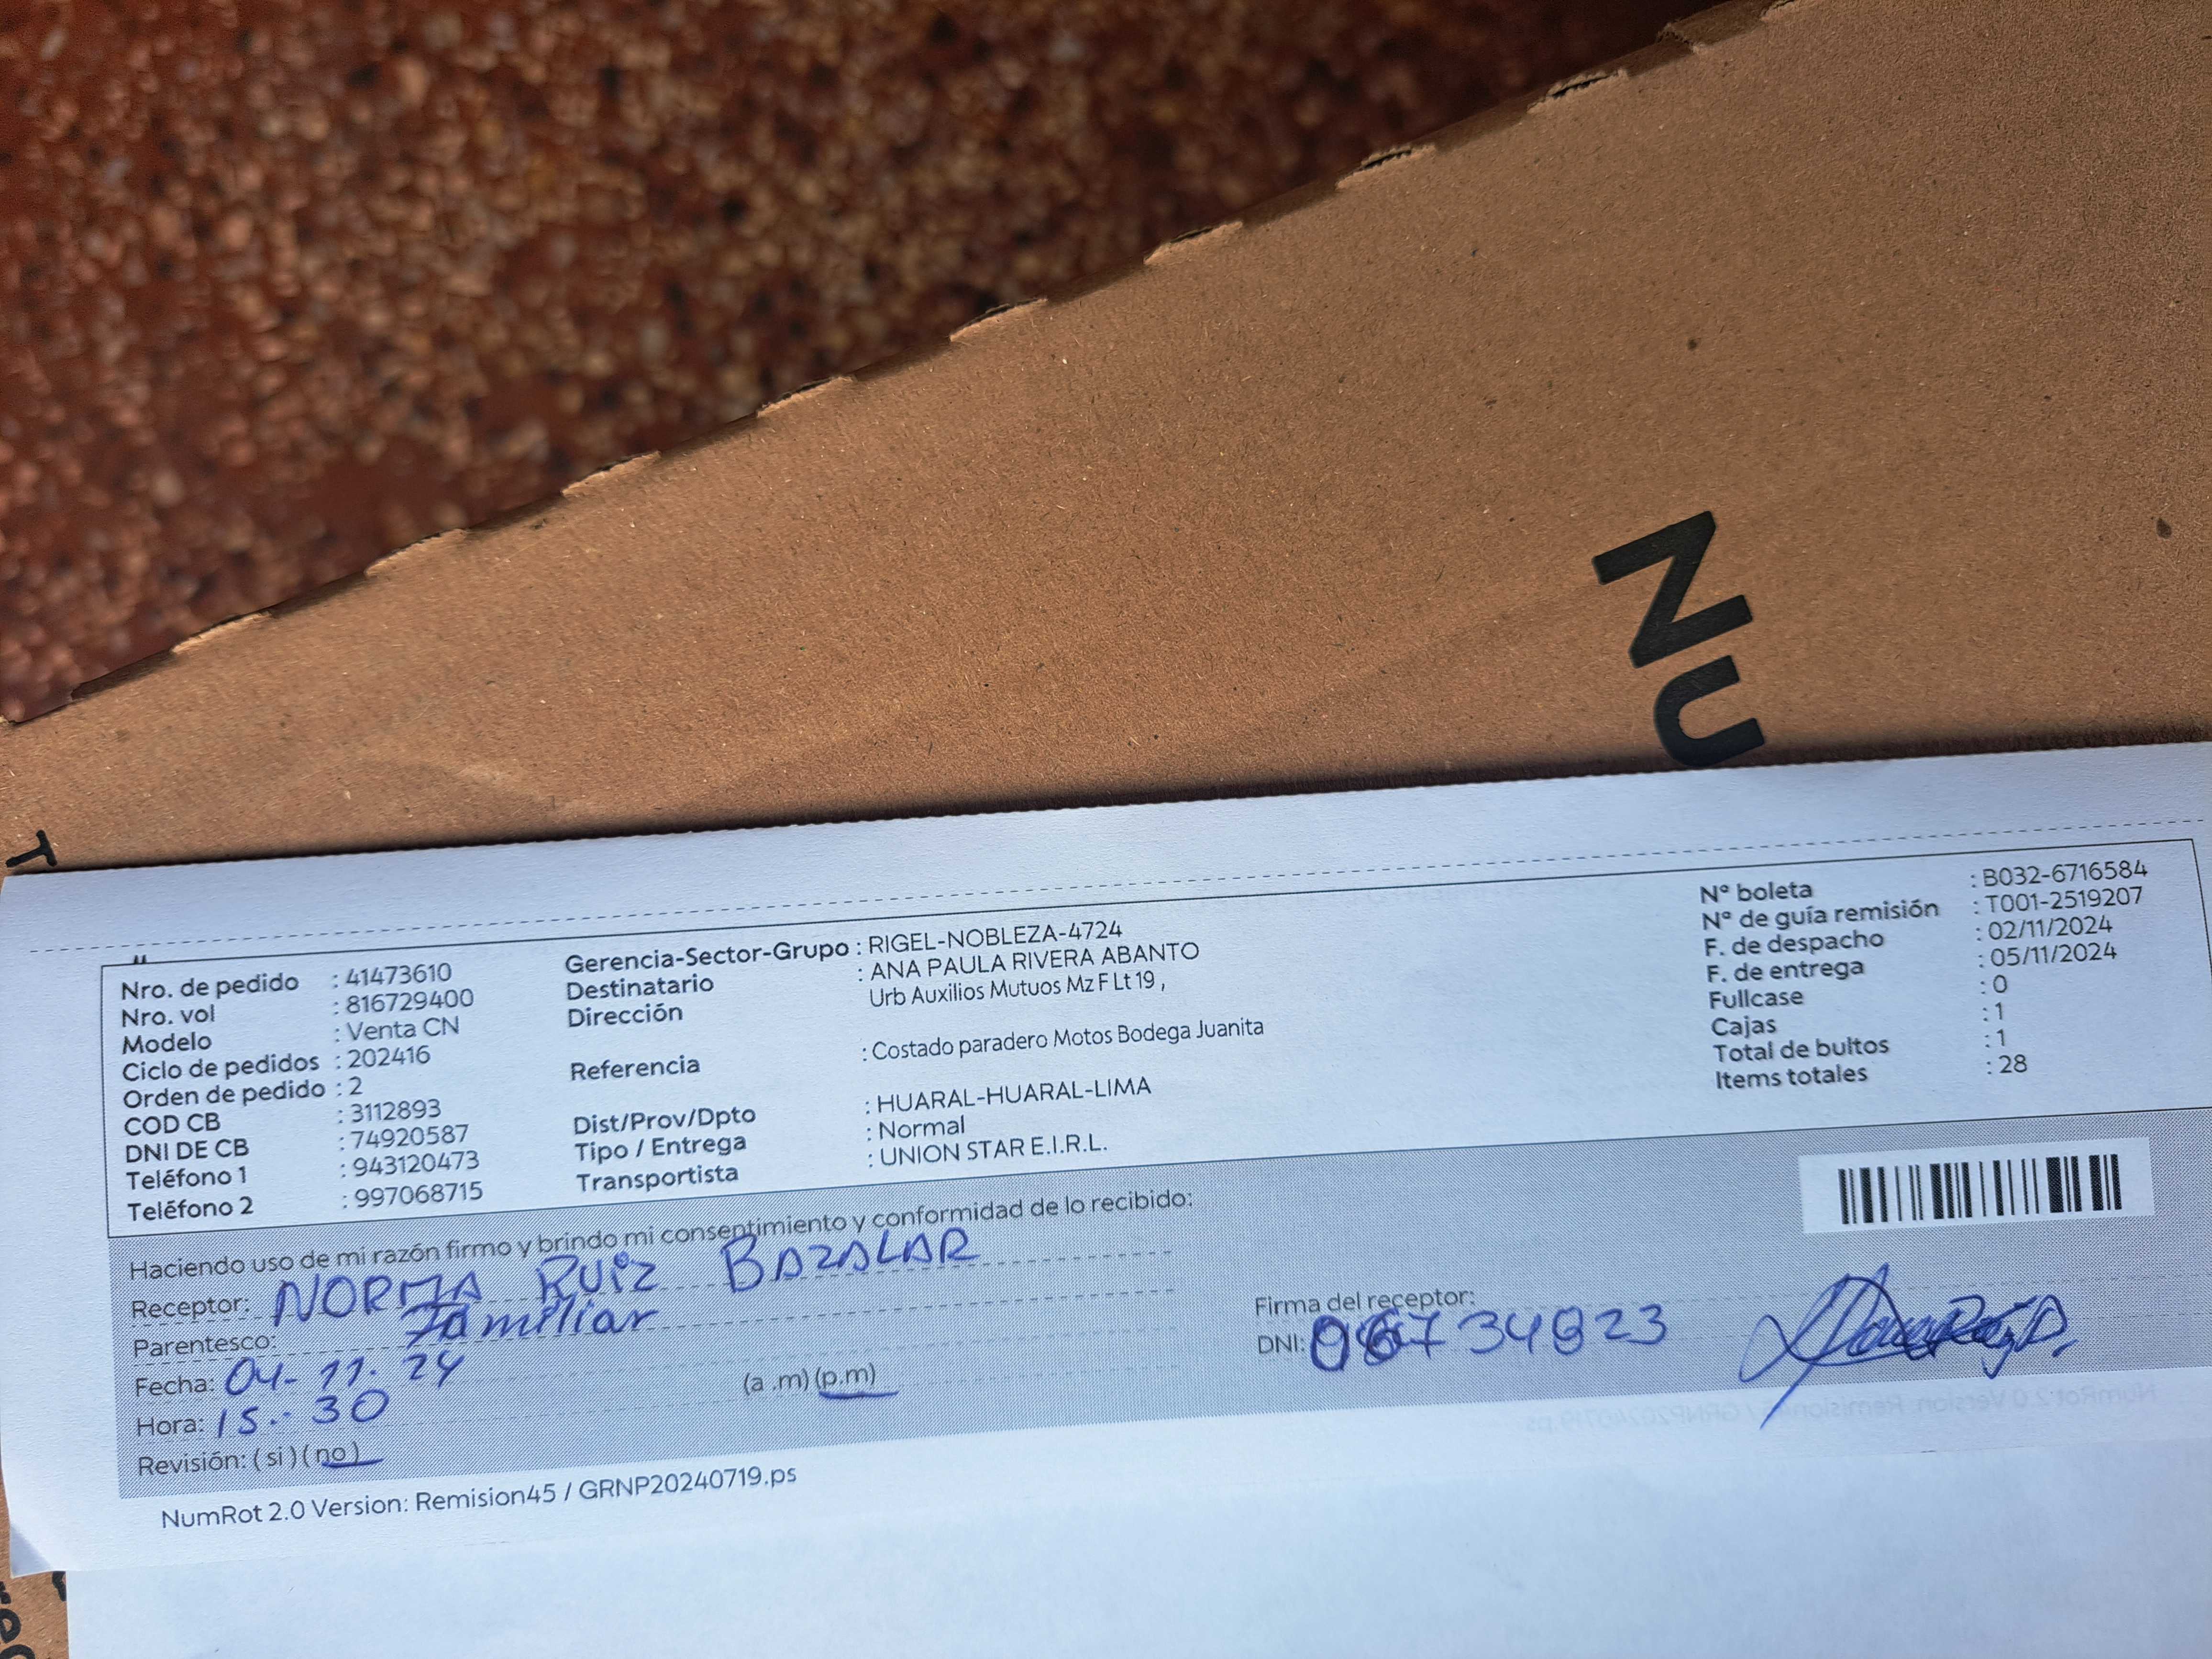 NU
T
Nro. de pedido : 41473610
Nro. vol : 816729400
Modelo : Venta CN
Ciclo de pedidos : 202416
Orden de pedido : 2
COD CB : 3112893
DNI DE CB : 74920587
Teléfono 1 : 943120473
Teléfono 2 : 997068715
Gerencia-Sector-Grupo : RIGEL-NOBLEZA-4724
Destinatario : ANA PAULA RIVERA ABANTO
Dirección Urb Auxilios Mutuos Mz F Lt 19 ,
Referencia : Costado paradero Motos Bodega Juanita
Dist/Prov/Dpto : HUARAL-HUARAL-LIMA
Tipo / Entrega : Normal
Transportista : UNION STAR E.I.R.L.
N° boleta : B032-6716584
N° de guía remisión : T001-2519207
F. de despacho : 02/11/2024
F. de entrega : 05/11/2024
Fullcase : 0
Cajas : 1
Total de bultos : 1
Items totales : 28
Haciendo uso de mi razón firmo y brindo mi consentimiento y conformidad de lo recibido:
Receptor: NORMA RUIZ BAZALAR
Parentesco: Familiar
Fecha: 04-11-24
Hora: 15:30 (a .m) (p.m)
Revisión: ( si ) ( no )
Firma del receptor:
DNI:
NumRot 2.0 Version: Remision45 / GRNP20240719.ps